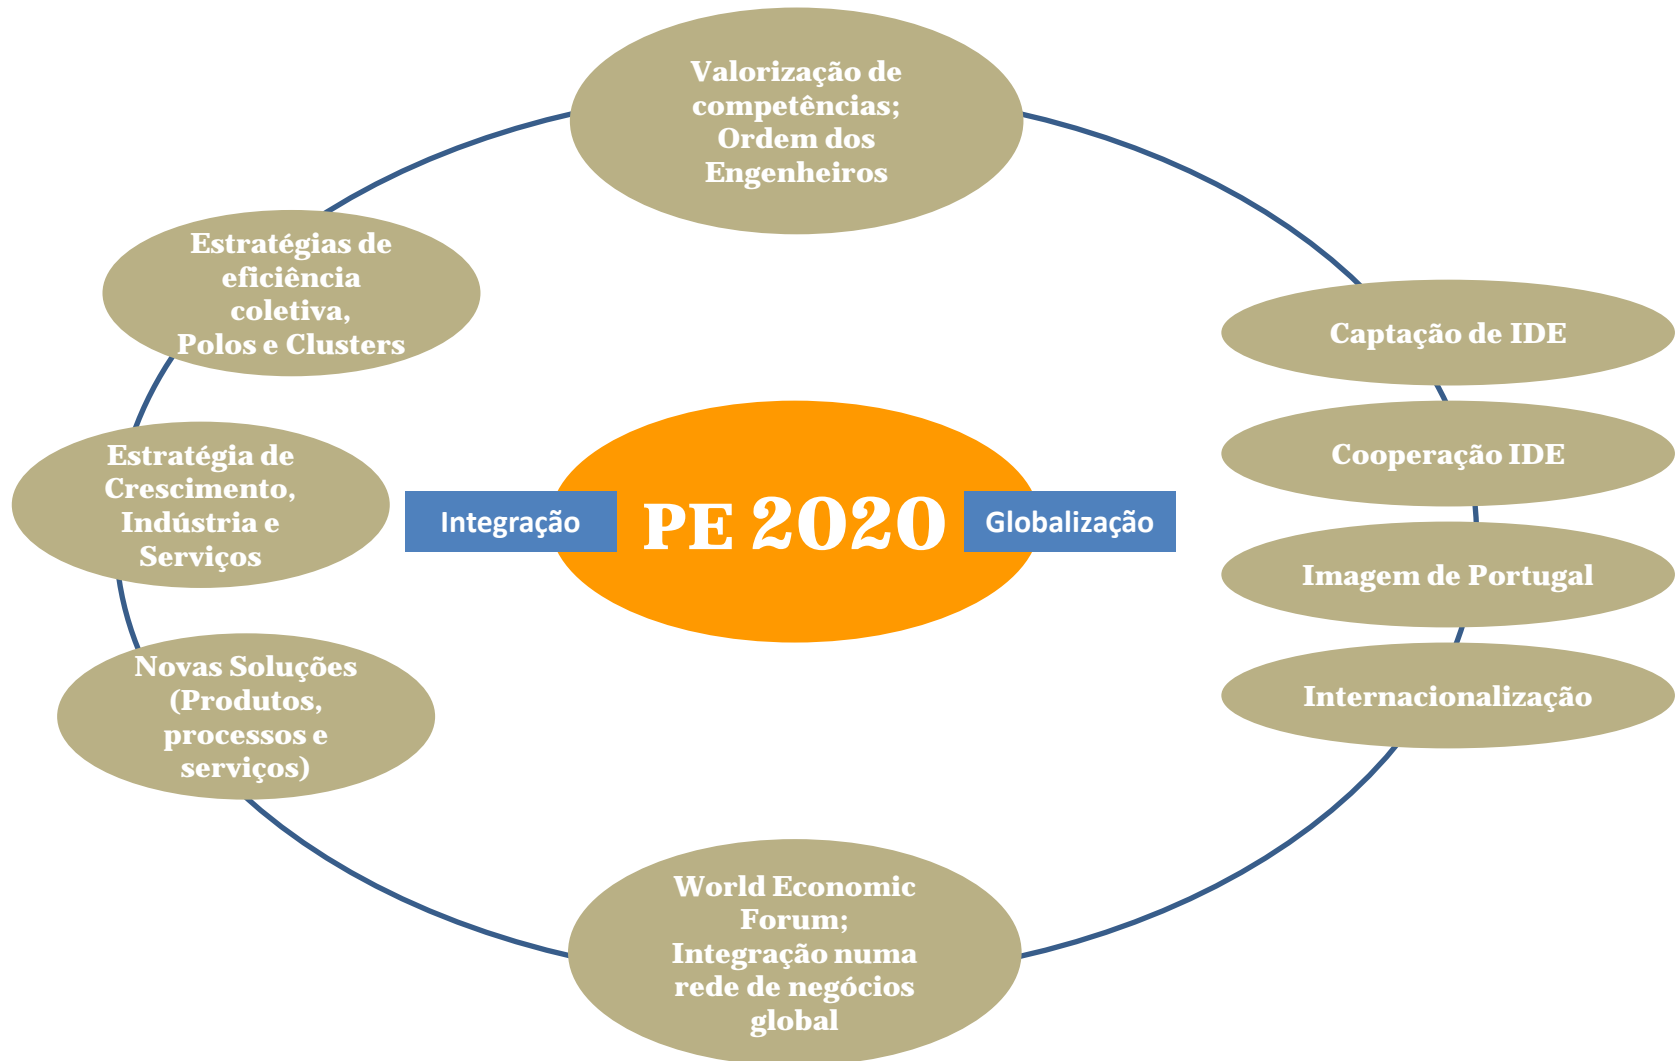 Valorização de
competências;
Ordem dos
Engenheiros
Estratégias de
eficiência
coletiva,
Polos e Clusters
Captação de IDE
Estratégia de
Crescimento,
Indústria e
Serviços
Cooperação IDE
Integração
PE 2020
Globalização
Imagem de Portugal
Novas Soluções
(Produtos,
processos e
serviços)
Internacionalização
World Economic
Forum;
Integração numa
rede de negócios
global